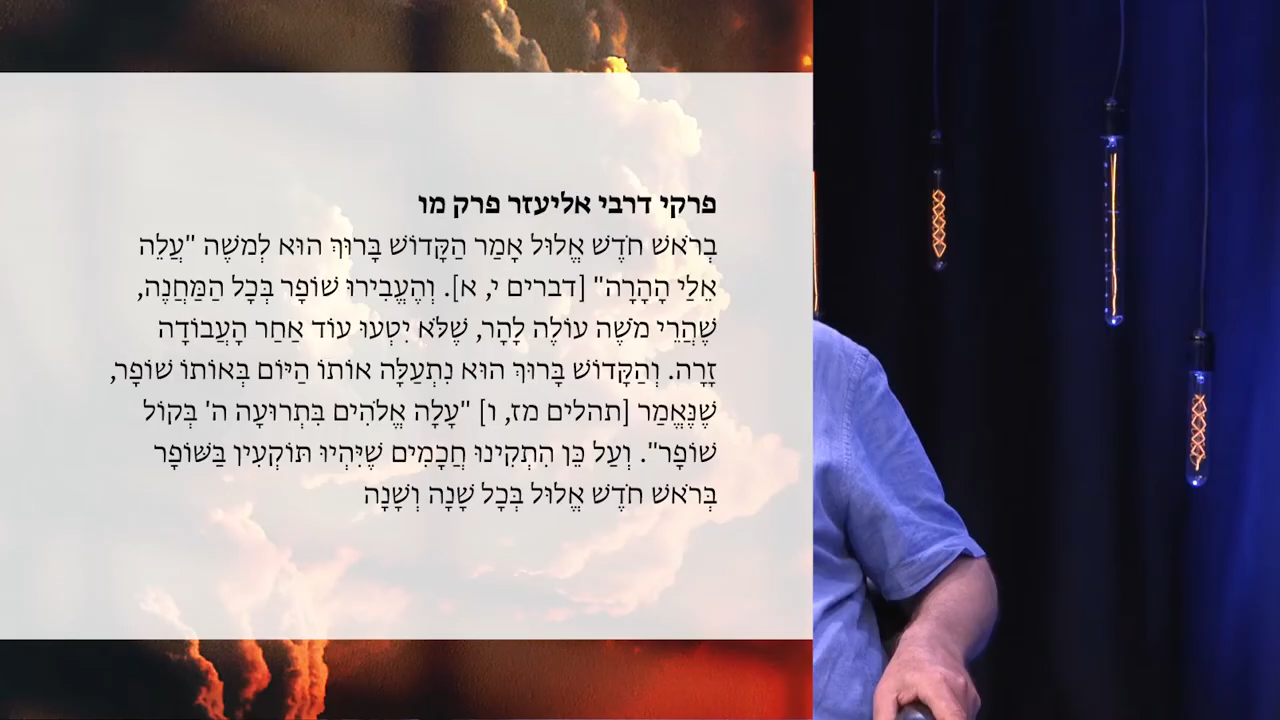 פרקי דרבי אליעזר פרק מו
בְרֹאשׁ חֹדֶשׁ אֱלוּל אָמַר הַקָּדוֹשׁ בָּרוּךְ הוּא לְמֹשֶׁה "עֲלֵה
אֵלַי הָהָרָה" [דברים י, א]. וְהֶעֱבִירוּ שׁוֹפָר בְּכָל הַמַּחֲנֶה,
שֶׁהֲרֵי מֹשֶׁה עוֹלֶה לָהָר, שֶׁלֹּא יִטְעוּ עוֹד אַחַר הָעֲבוֹדָה
זָרָה. וְהַקָּדוֹשׁ בָּרוּךְ הוּא נִתְעַלָּה אוֹתוֹ הַיּוֹם בְּאוֹתוֹ שׁוֹפָר,
שֶׁנֶּאֱמַר [תהלים מז, ו] "עָלָה אֱלֹהִים בִּתְרוּעָה ה' בְּקוֹל
שׁוֹפָר". וְעַל כֵּן הִתְקִינוּ חֲכָמִים שֶׁיִּהְיוּ תּוֹקְעִין בַּשּׁוֹפָר
בְּרֹאשׁ חֹדֶשׁ אֱלוּל בְּכָל שָׁנָה וְשָׁנָה